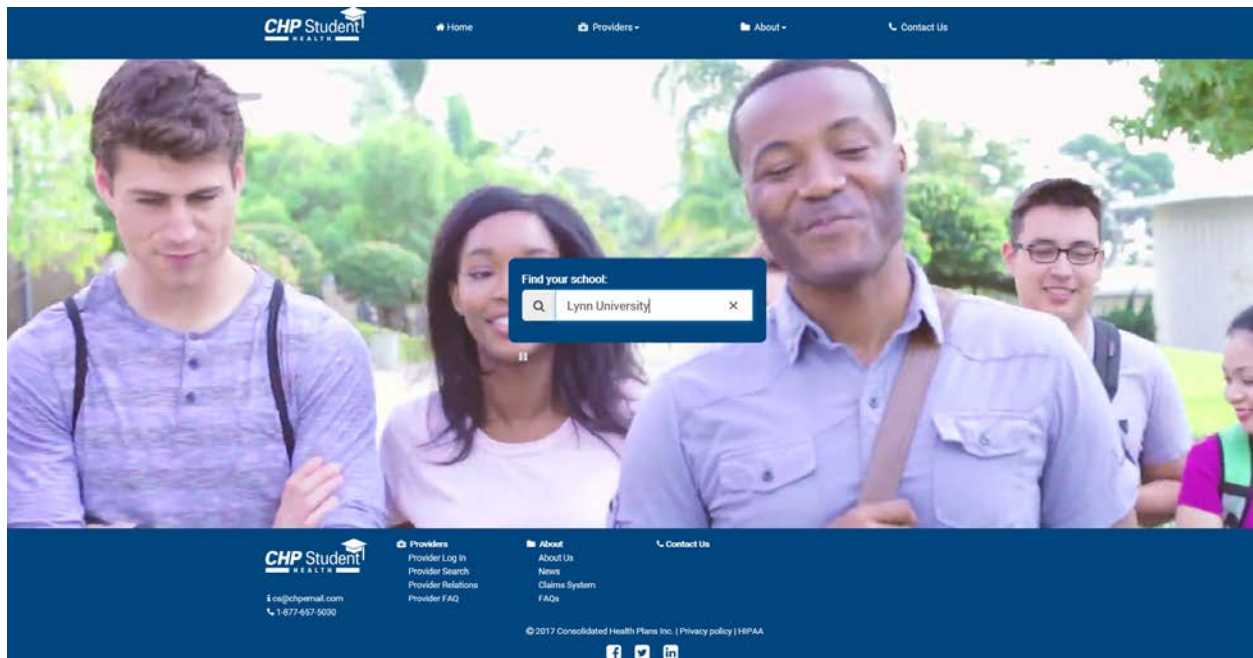 CHP Student
HEALTH
Home
Providers
About
Contact Us
Find your school:
Lynn University
CHP Student
HEALTH
cs@chpemail.com
1-877-657-5030
Providers
Provider Log In
Provider Search
Provider Relations
Provider FAQ
About
About Us
News
Claims System
FAQs
Contact Us
© 2017 Consolidated Health Plans Inc. | Privacy policy | HIPAA